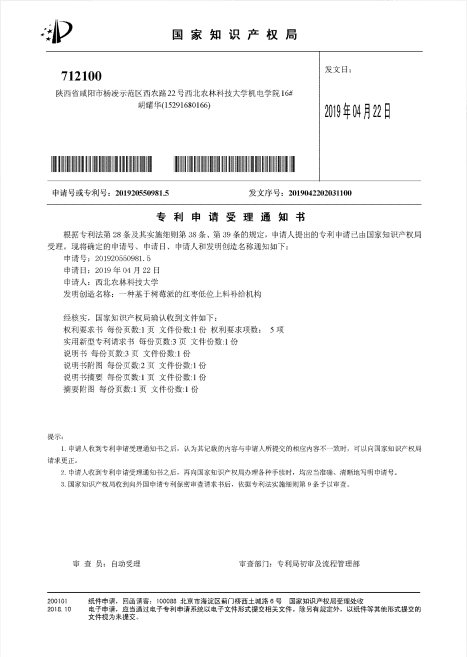 国家知识产权局
712100
发文日：
陕西省咸阳市杨凌示范区西农路22号西北农林科技大学机电学院16#
胡耀华(15291680166)
2019年04月22日
申请号或专利号：201920550981.5 发文序号：2019042202031100
专利申请受理通知书
根据专利法第28条及其实施细则第38条、第39条的规定，申请人提出的专利申请已由国家知识产权局
受理。现将确定的申请号、申请日、申请人和发明创造名称通知如下：
申请号：201920550981.5
申请日：2019年04月22日
申请人：西北农林科技大学
发明创造名称：一种基于树莓派的红枣低位上料补给机构
经核实，国家知识产权局确认收到文件如下：
权利要求书 每份页数:1页 文件份数:1份 权利要求项数： 5项
实用新型专利请求书 每份页数:3页 文件份数:1份
说明书 每份页数:3页 文件份数:1份
说明书附图 每份页数:2页 文件份数:1份
说明书摘要 每份页数:1页 文件份数:1份
摘要附图 每份页数:1页 文件份数:1份
提示：
1.申请人收到专利申请受理通知书之后，认为其记载的内容与申请人所提交的相应内容不一致时，可以向国家知识产权局
请求更正。
2.申请人收到专利申请受理通知书之后，再向国家知识产权局办理各种手续时，均应当准确、清晰地写明申请号。
3.国家知识产权局收到向外国申请专利保密审查请求书后，依据专利法实施细则第9条予以审查。
审 查 员：自动受理 审查部门：专利局初审及流程管理部
200101 纸件申请，回函请寄：100088 北京市海淀区蓟门桥西土城路6号 国家知识产权局受理处收
2018.10 电子申请，应当通过电子专利申请系统以电子文件形式提交相关文件。除另有规定外，以纸件等其他形式提交的
文件视为未提交。